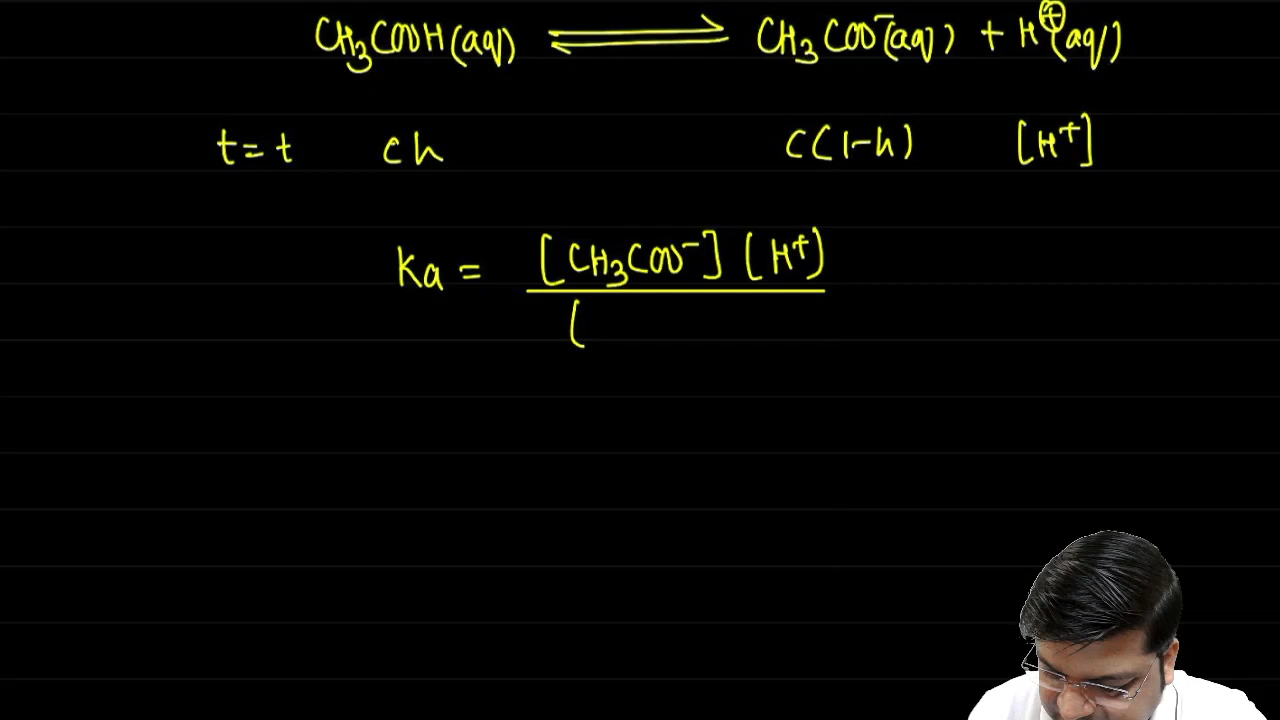 CH₃COOH(aq) ⇌ CH₃COO⁻(aq) + H⊕(aq)
t=t ch c(1-h) [H⁺]
Ka = [CH₃COO⁻] [H⁺]
[